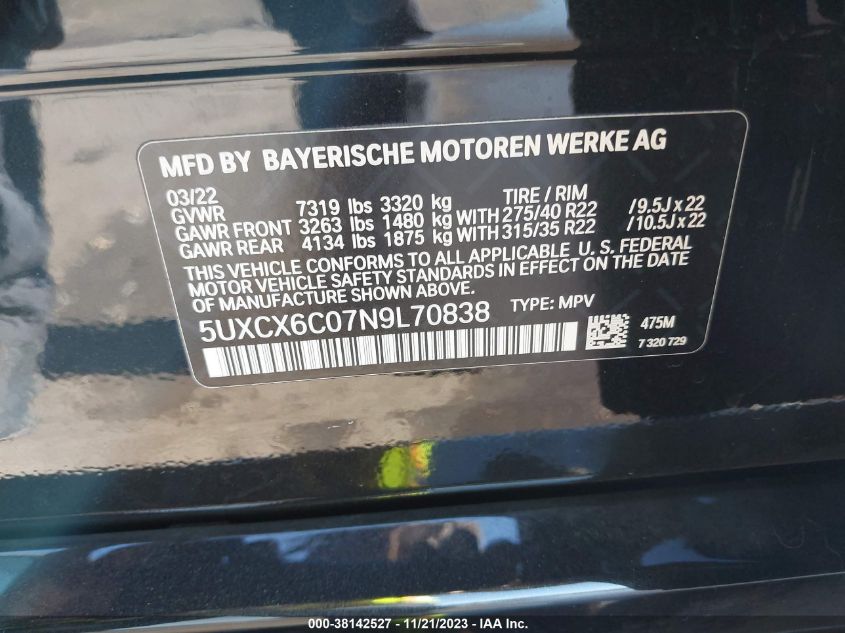 MFD BY BAYERISCHE MOTOREN WERKE AG
03/22 TIRE / RIM
GVWR 7319 lbs 3320 kg
GAWR FRONT 3263 lbs 1480 kg WITH 275/40 R22 /9.5J x 22
GAWR REAR 4134 lbs 1875 kg WITH 315/35 R22 /10.5J x 22
THIS VEHICLE CONFORMS TO ALL APPLICABLE U. S. FEDERAL
MOTOR VEHICLE SAFETY STANDARDS IN EFFECT ON THE DATE
OF MANUFACTURE SHOWN ABOVE.
5UXCX6C07N9L70838 TYPE: MPV
475M
7 320 729
000-38142527 - 11/21/2023 - IAA Inc.